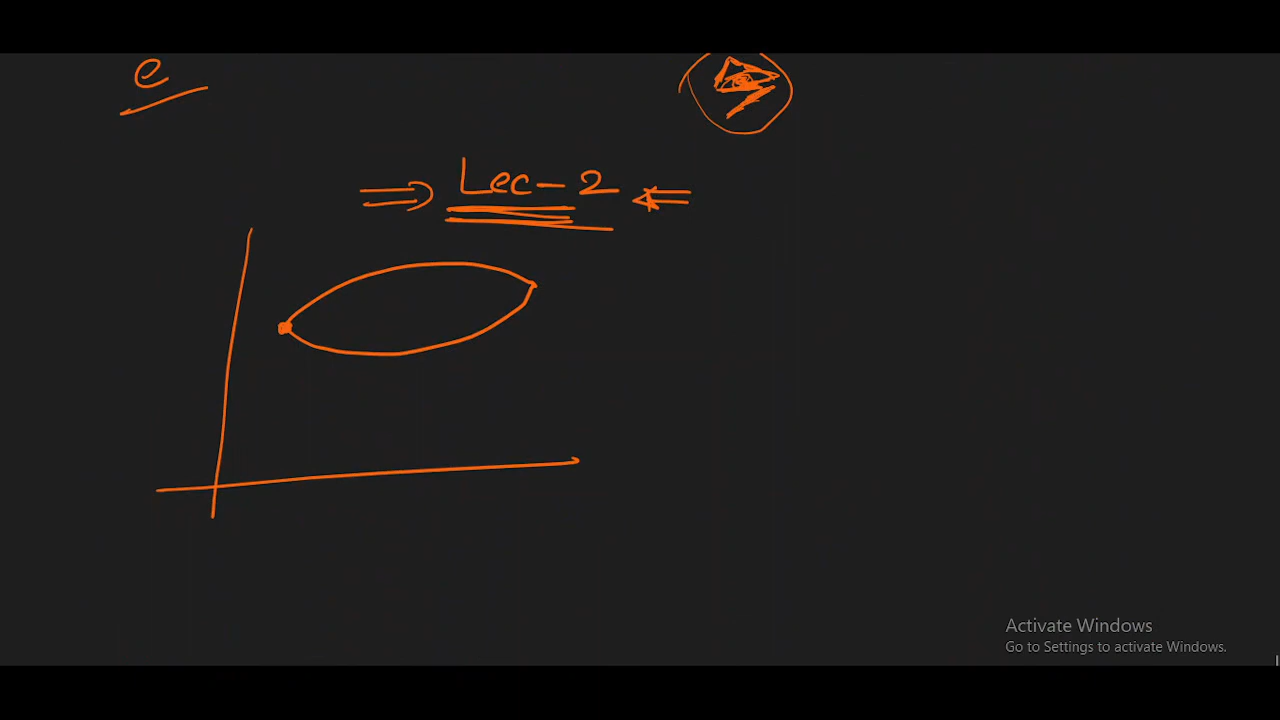 e
⇒ Lec-2 ⇐
Activate Windows
Go to Settings to activate Windows.